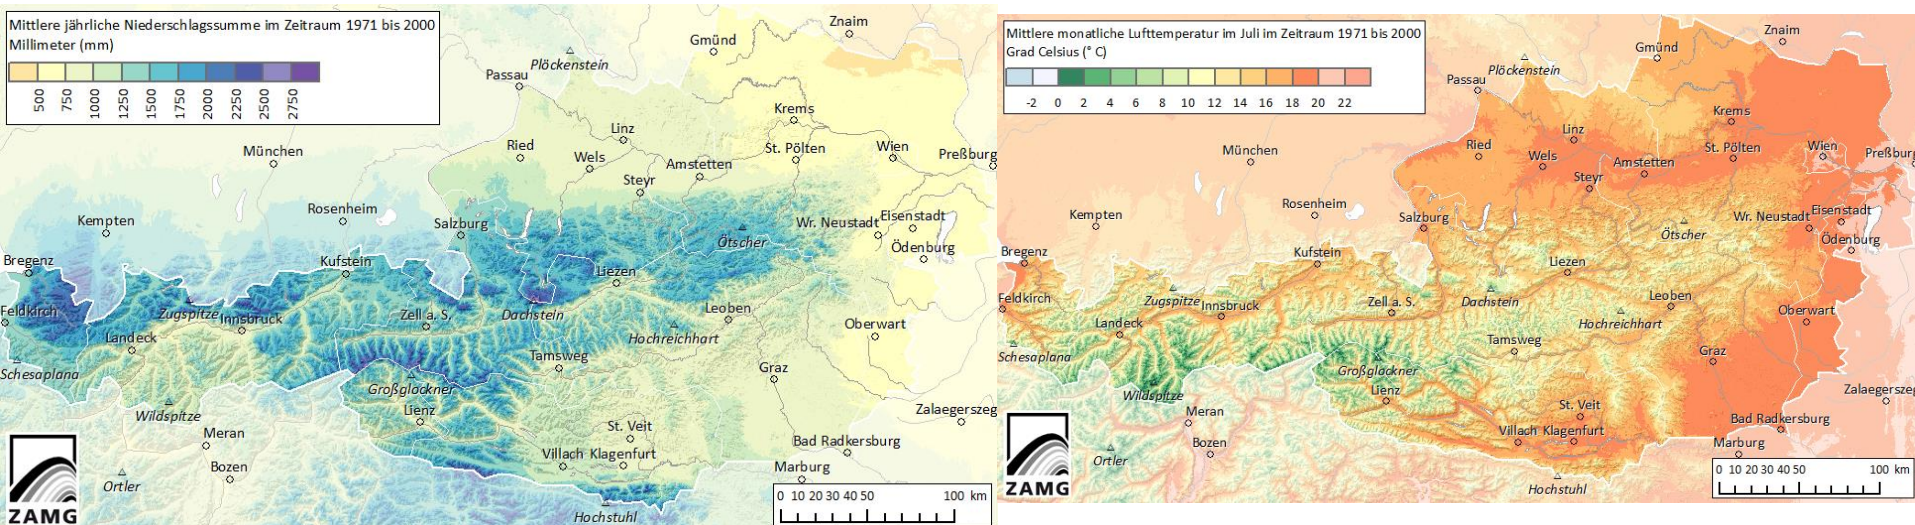 Mittlere jährliche Niederschlagssumme im Zeitraum 1971 bis 2000
Millimeter (mm)
500 750 1000 1250 1500 1750 2000 2250 2500 2750
Znaim
Gmünd
Plöckenstein
Passau
Krems
Linz
Ried
München
Wels
Amstetten
St. Pölten
Wien
Preßburg
Steyr
Rosenheim
Kempten
Salzburg
Wr. Neustadt
Eisenstadt
Ötscher
Ödenburg
Bregenz
Kufstein
Liezen
Feldkirch
Zugspitze
Innsbruck
Zell a. S.
Dachstein
Leoben
Landeck
Hochreichhart
Oberwart
Tamsweg
Schesaplana
Großglockner
Graz
Wildspitze
Lienz
Zalaegerszeg
Meran
St. Veit
Bad Radkersburg
Bozen
Villach
Klagenfurt
Marburg
Ortler
Hochstuhl
ZAMG
0 10 20 30 40 50 100 km
Mittlere monatliche Lufttemperatur im Juli im Zeitraum 1971 bis 2000
Grad Celsius (° C)
-2 0 2 4 6 8 10 12 14 16 18 20 22
Znaim
Gmünd
Plöckenstein
Passau
Krems
Linz
Ried
München
Wels
Amstetten
St. Pölten
Wien
Preßburg
Steyr
Rosenheim
Kempten
Salzburg
Wr. Neustadt
Eisenstadt
Ötscher
Ödenburg
Bregenz
Kufstein
Liezen
Feldkirch
Zugspitze
Innsbruck
Zell a. S.
Dachstein
Leoben
Landeck
Hochreichhart
Oberwart
Tamsweg
Schesaplana
Großglockner
Graz
Wildspitze
Lienz
Zalaegerszeg
Meran
St. Veit
Bad Radkersburg
Bozen
Villach
Klagenfurt
Marburg
Ortler
Hochstuhl
ZAMG
0 10 20 30 40 50 100 km